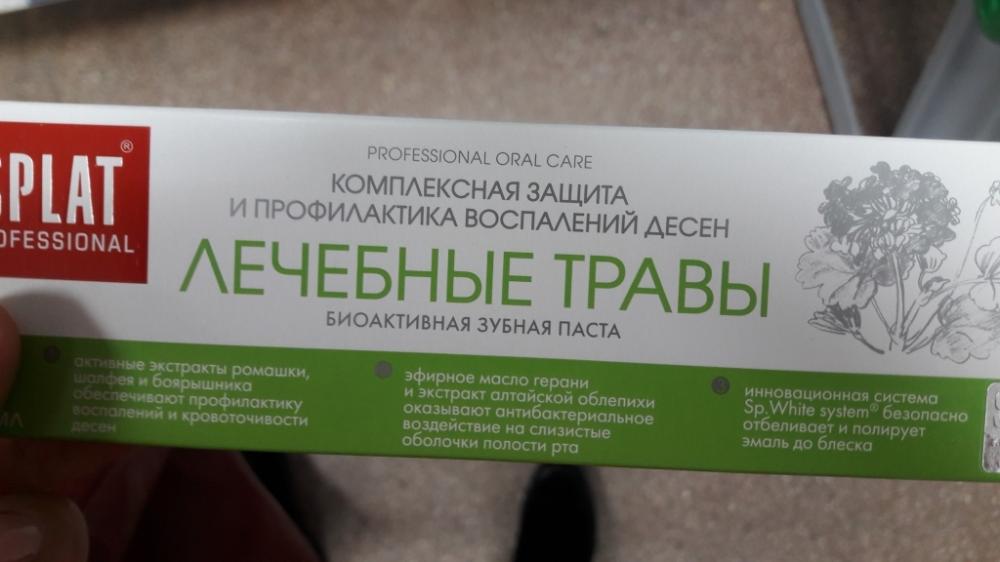 SPLAT®
PROFESSIONAL
PROFESSIONAL ORAL CARE
КОМПЛЕКСНАЯ ЗАЩИТА
И ПРОФИЛАКТИКА ВОСПАЛЕНИЙ ДЕСЕН
ЛЕЧЕБНЫЕ ТРАВЫ
БИОАКТИВНАЯ ЗУБНАЯ ПАСТА
активные экстракты ромашки,
шалфея и боярышника
обеспечивают профилактику
воспалений и кровоточивости
десен
эфирное масло герани
и экстракт алтайской облепихи
оказывают антибактериальное
воздействие на слизистые
оболочки полости рта
3 инновационная система
Sp.White system® безопасно
отбеливает и полирует
эмаль до блеска
мл